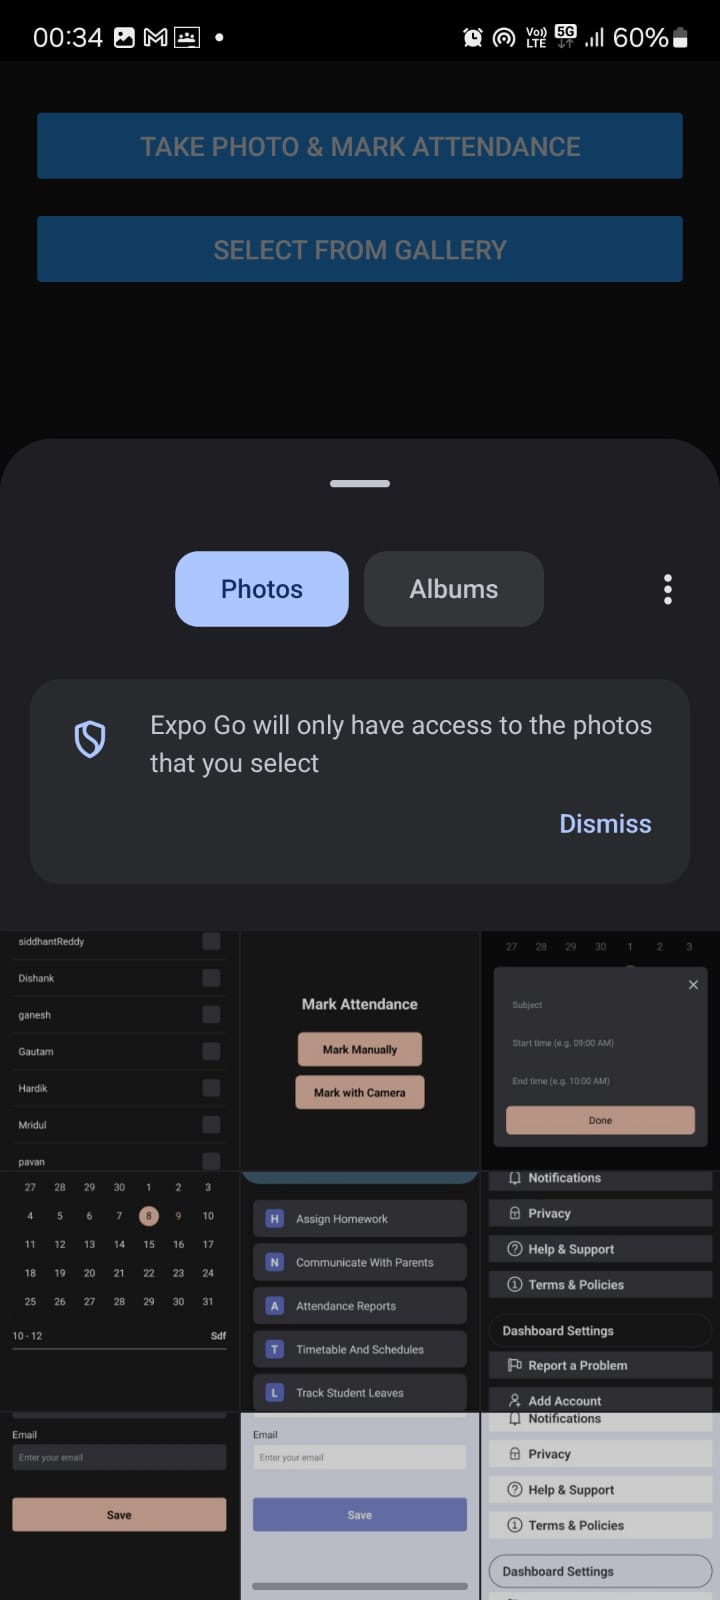 00:34
Vo)) LTE 5G 60%
TAKE PHOTO & MARK ATTENDANCE
SELECT FROM GALLERY
Photos
Albums
Expo Go will only have access to the photos
that you select
Dismiss
siddhantReddy
Dishank
ganesh
Gautam
Hardik
Mridul
pavan
Mark Attendance
Mark Manually
Mark with Camera
27 28 29 30 1 2 3
Subject
Start time (e.g. 09:00 AM)
End time (e.g. 10:00 AM)
Done
27 28 29 30 1 2 3
4 5 6 7 8 9 10
11 12 13 14 15 16 17
18 19 20 21 22 23 24
25 26 27 28 29 30 31
10 - 12 Sdf
H Assign Homework
N Communicate With Parents
A Attendance Reports
T Timetable And Schedules
L Track Student Leaves
Notifications
Privacy
Help & Support
Terms & Policies
Dashboard Settings
Report a Problem
Add Account
Email
Enter your email
Save
Email
Enter your email
Save
Notifications
Privacy
Help & Support
Terms & Policies
Dashboard Settings